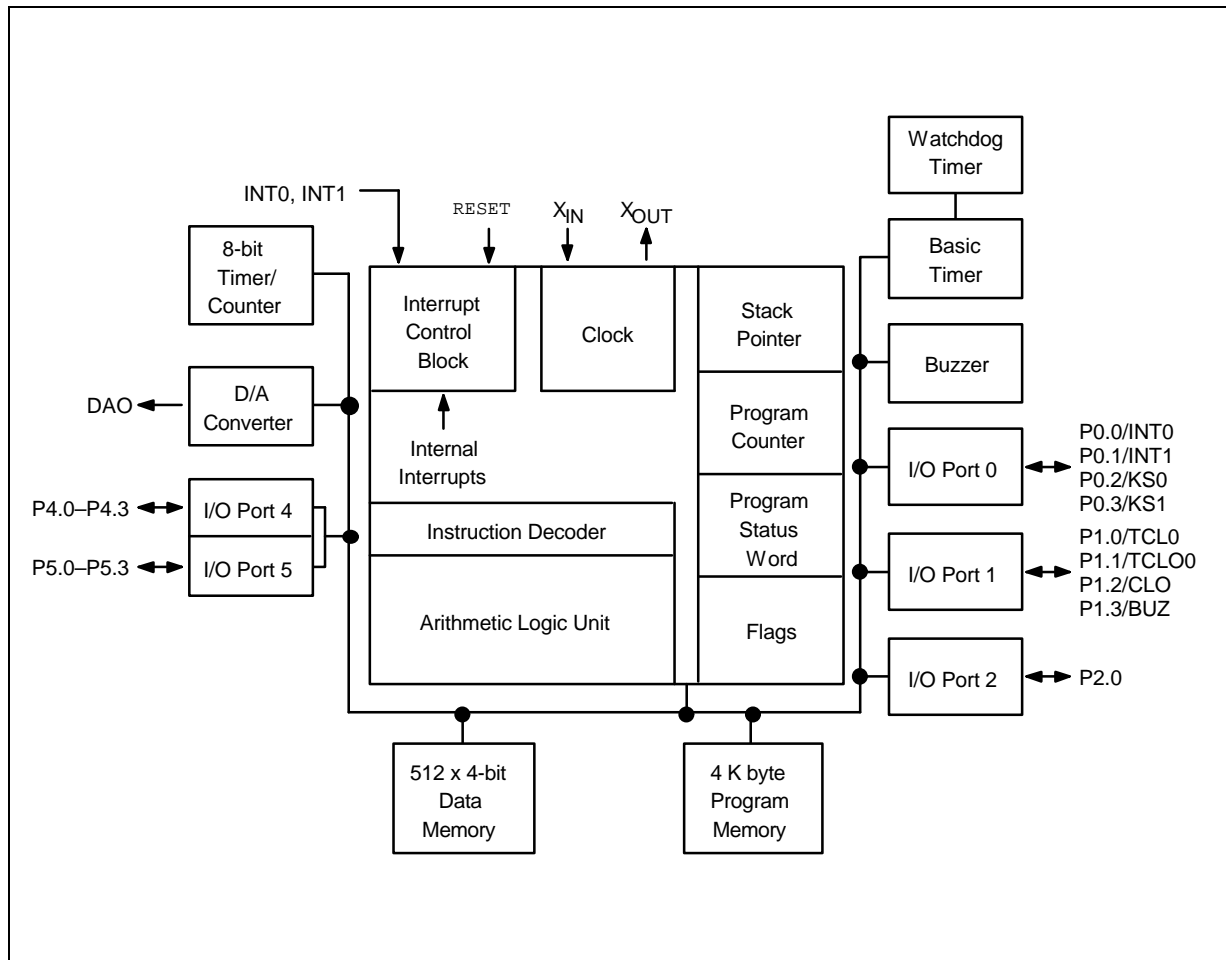 Watchdog
Timer
INT0, INT1
RESET
XIN
XOUT
8-bit
Timer/
Counter
Basic
Timer
Interrupt
Control
Block
Clock
Stack
Pointer
Buzzer
DAO
D/A
Converter
Program
Counter
Internal
Interrupts
I/O Port 0
P0.0/INT0
P0.1/INT1
P0.2/KS0
P0.3/KS1
P4.0–P4.3
I/O Port 4
P5.0–P5.3
I/O Port 5
Instruction Decoder
Program
Status
Word
I/O Port 1
P1.0/TCL0
P1.1/TCLO0
P1.2/CLO
P1.3/BUZ
Arithmetic Logic Unit
Flags
I/O Port 2
P2.0
512 x 4-bit
Data
Memory
4 K byte
Program
Memory